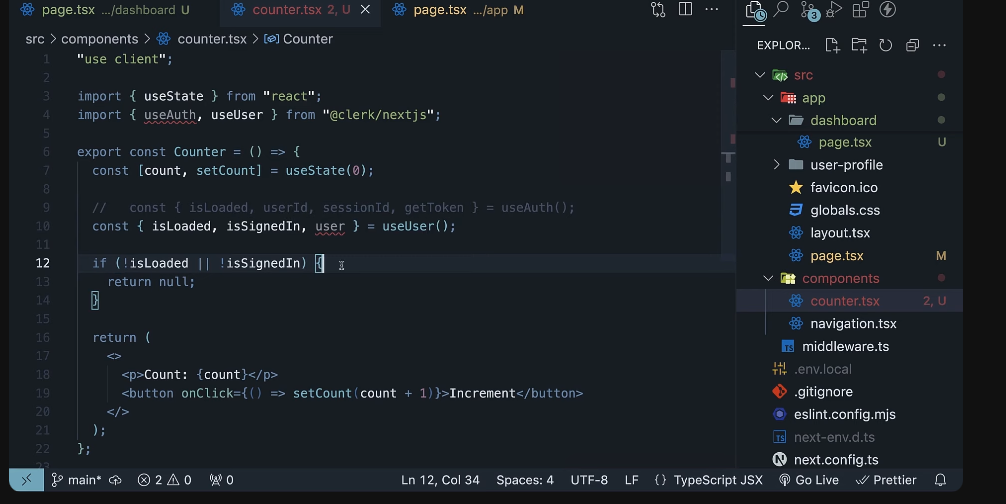 page.tsx .../dashboard U
counter.tsx 2, U
page.tsx .../app M
3
src > components > counter.tsx > Counter
EXPLOR...
1 "use client";
2
3 import { useState } from "react";
4 import { useAuth, useUser } from "@clerk/nextjs";
5
6 export const Counter = () => {
7 const [count, setCount] = useState(0);
8
9 // const { isLoaded, userId, sessionId, getToken } = useAuth();
10 const { isLoaded, isSignedIn, user } = useUser();
11
12 if (!isLoaded || !isSignedIn) {
13 return null;
14 }
15
16 return (
17 <>
18 <p>Count: {count}</p>
19 <button onClick={() => setCount(count + 1)}>Increment</button>
20 </>
21 );
22 };
23
src
app
dashboard
page.tsx U
user-profile
favicon.ico
globals.css
layout.tsx
page.tsx M
components
counter.tsx 2, U
navigation.tsx
TS middleware.ts
.env.local
.gitignore
eslint.config.mjs
TS next-env.d.ts
N next.config.ts
main* 2 0 0 Ln 12, Col 34 Spaces: 4 UTF-8 LF {} TypeScript JSX Go Live Prettier